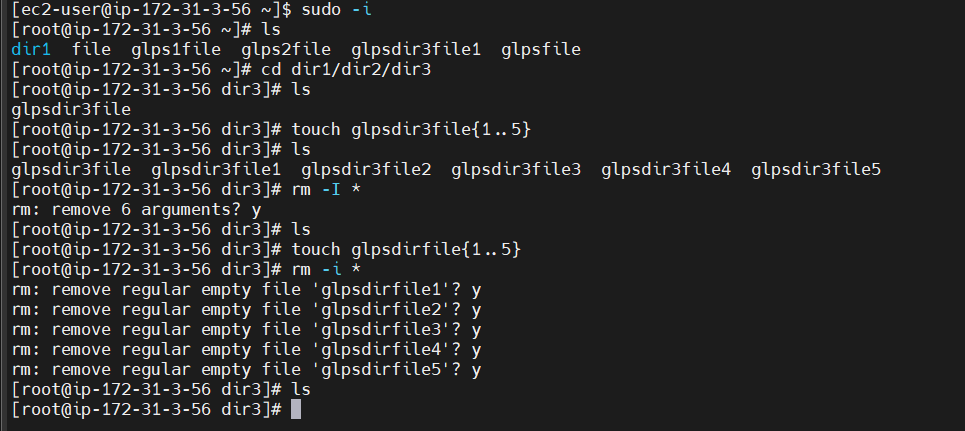 [ec2-user@ip-172-31-3-56 ~]$ sudo -i
[root@ip-172-31-3-56 ~]# ls
dir1  file  glps1file  glps2file  glpsdir3file1  glpsfile
[root@ip-172-31-3-56 ~]# cd dir1/dir2/dir3
[root@ip-172-31-3-56 dir3]# ls
glpsdir3file
[root@ip-172-31-3-56 dir3]# touch glpsdir3file{1..5}
[root@ip-172-31-3-56 dir3]# ls
glpsdir3file  glpsdir3file1  glpsdir3file2  glpsdir3file3  glpsdir3file4  glpsdir3file5
[root@ip-172-31-3-56 dir3]# rm -I *
rm: remove 6 arguments? y
[root@ip-172-31-3-56 dir3]# ls
[root@ip-172-31-3-56 dir3]# touch glpsdirfile{1..5}
[root@ip-172-31-3-56 dir3]# rm -i *
rm: remove regular empty file 'glpsdirfile1'? y
rm: remove regular empty file 'glpsdirfile2'? y
rm: remove regular empty file 'glpsdirfile3'? y
rm: remove regular empty file 'glpsdirfile4'? y
rm: remove regular empty file 'glpsdirfile5'? y
[root@ip-172-31-3-56 dir3]# ls
[root@ip-172-31-3-56 dir3]#